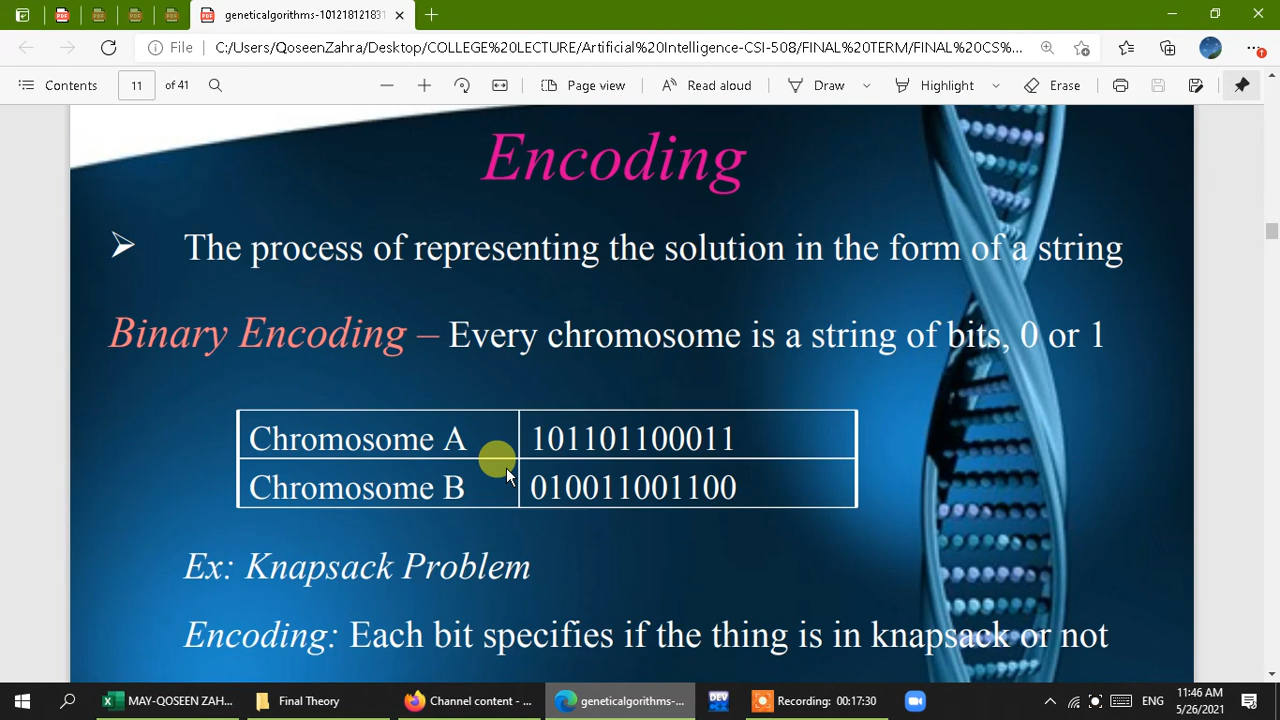 geneticalgorithms-101218121831
File
C:/Users/QoseenZahra/Desktop/COLLEGE%20LECTURE/Artificial%20Intelligence-CSI-508/FINAL%20TERM/FINAL%20CS%...
Contents
11
of 41
Page view
Read aloud
Draw
Highlight
Erase
Encoding
The process of representing the solution in the form of a string
Binary Encoding – Every chromosome is a string of bits, 0 or 1
Chromosome A 101101100011
Chromosome B 010011001100
Ex: Knapsack Problem
Encoding: Each bit specifies if the thing is in knapsack or not
MAY-QOSEEN ZAH...
Final Theory
Channel content - ...
geneticalgorithms-...
DEV
Recording: 00:17:30
ENG
11:46 AM
5/26/2021